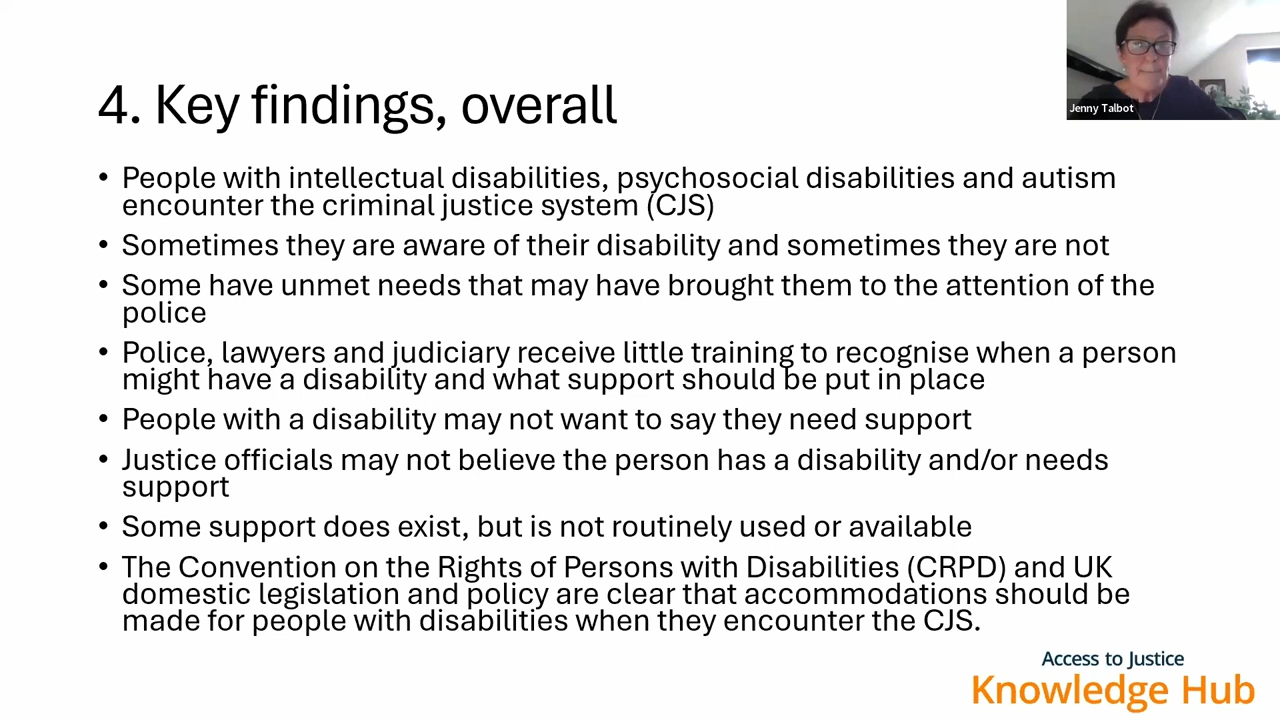 Jenny Talbot
4. Key findings, overall
• People with intellectual disabilities, psychosocial disabilities and autism
encounter the criminal justice system (CJS)
• Sometimes they are aware of their disability and sometimes they are not
• Some have unmet needs that may have brought them to the attention of the
police
• Police, lawyers and judiciary receive little training to recognise when a person
might have a disability and what support should be put in place
• People with a disability may not want to say they need support
• Justice officials may not believe the person has a disability and/or needs
support
• Some support does exist, but is not routinely used or available
• The Convention on the Rights of Persons with Disabilities (CRPD) and UK
domestic legislation and policy are clear that accommodations should be
made for people with disabilities when they encounter the CJS.
Access to Justice
Knowledge Hub